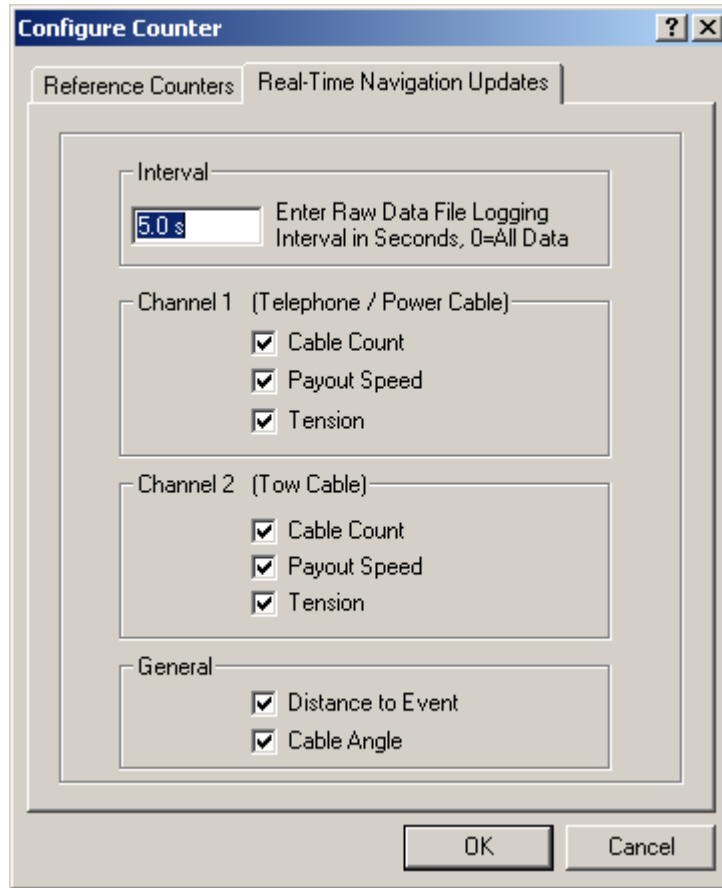 Configure Counter
Reference Counters
Real-Time Navigation Updates
Interval
5.0 s
Enter Raw Data File Logging
Interval in Seconds, 0=All Data
Channel 1 (Telephone / Power Cable)
Cable Count
Payout Speed
Tension
Channel 2 (Tow Cable)
Cable Count
Payout Speed
Tension
General
Distance to Event
Cable Angle
OK
Cancel